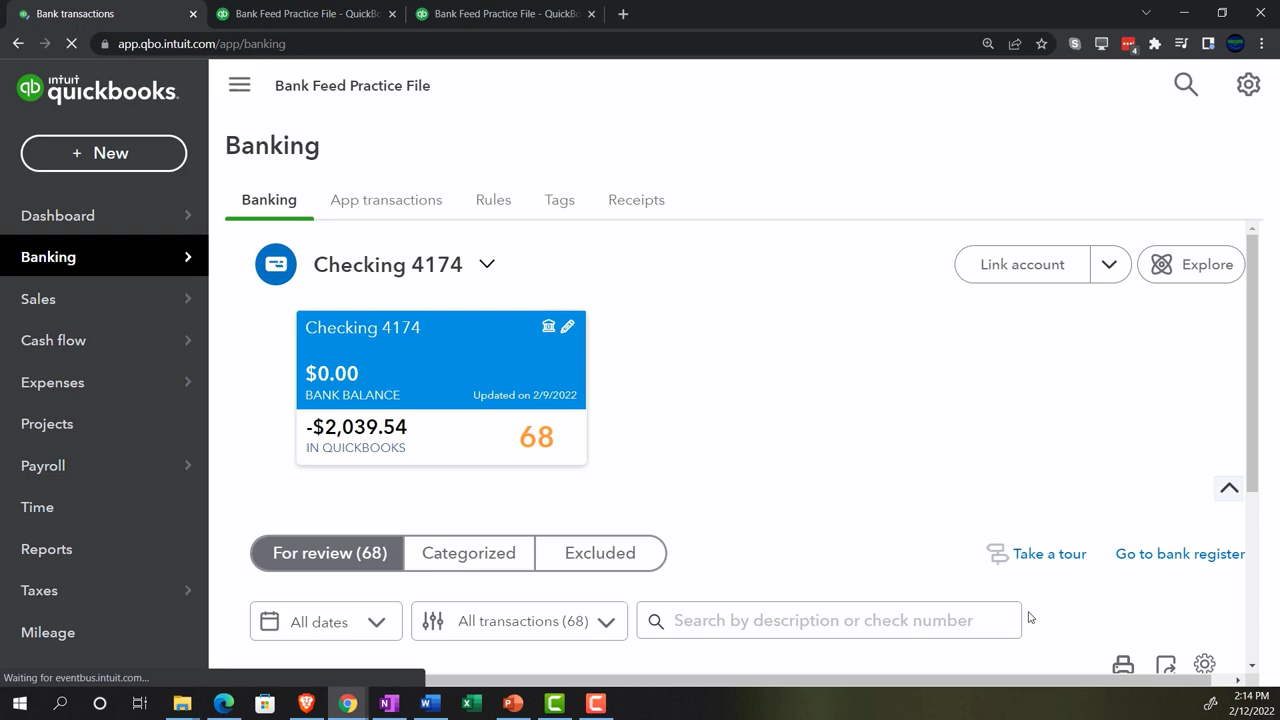 Bank transactions
Bank Feed Practice File - QuickBo
Bank Feed Practice File - QuickBo
app.qbo.intuit.com/app/banking
4
intuit
quickbooks.
Bank Feed Practice File
+ New
Banking
Banking
App transactions
Rules
Tags
Receipts
Dashboard
Banking
Sales
Cash flow
Expenses
Projects
Payroll
Time
Reports
Taxes
Mileage
Checking 4174
Link account
Explore
Checking 4174
$0.00
BANK BALANCE
Updated on 2/9/2022
-$2,039.54
IN QUICKBOOKS
68
For review (68)
Categorized
Excluded
Take a tour
Go to bank register
All dates
All transactions (68)
Search by description or check number
Waiting for eventbus.intuit.com...
2:14 PM
2/12/2022